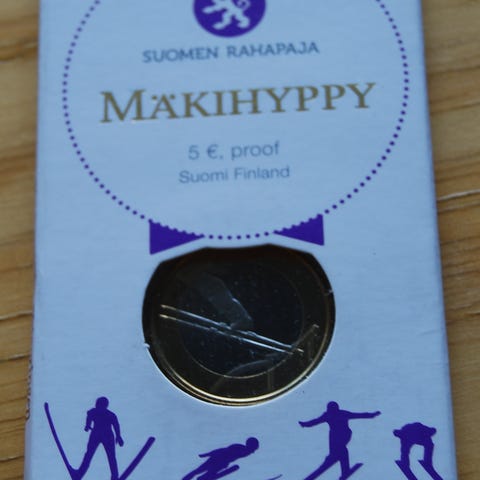 SUOMEN RAHAPAJA
MÄKIHYPPY
5 €, proof
Suomi Finland